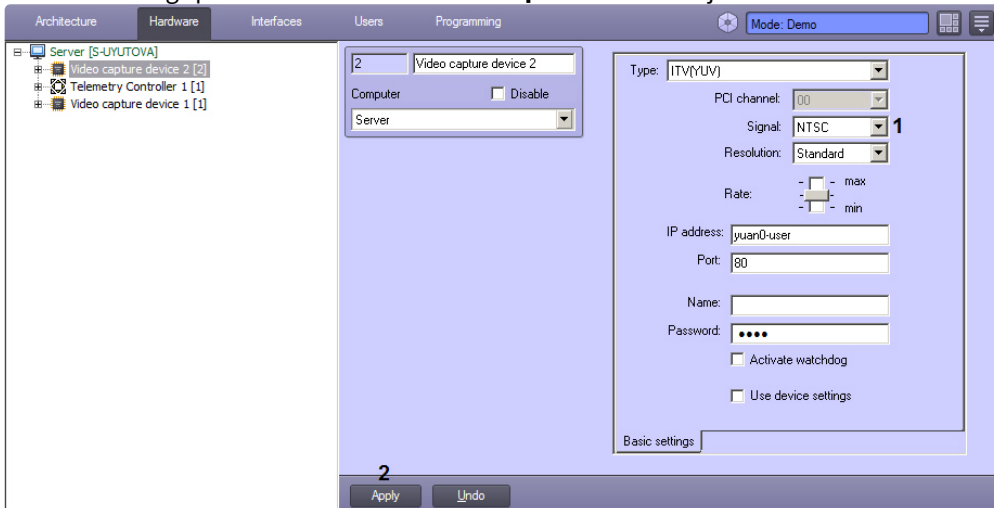 Architecture Hardware Interfaces Users Programming Mode: Demo
Server [S-UYUTOVA]
Video capture device 2 [2]
Telemetry Controller 1 [1]
Video capture device 1 [1]
2 Video capture device 2
Computer Disable
Server
Type: ITV(YUV)
PCI channel: 00
Signal: NTSC 1
Resolution: Standard
Rate: max
min
IP address: yuan0-user
Port: 80
Name:
Password: ••••
Activate watchdog
Use device settings
Basic settings
2
Apply Undo